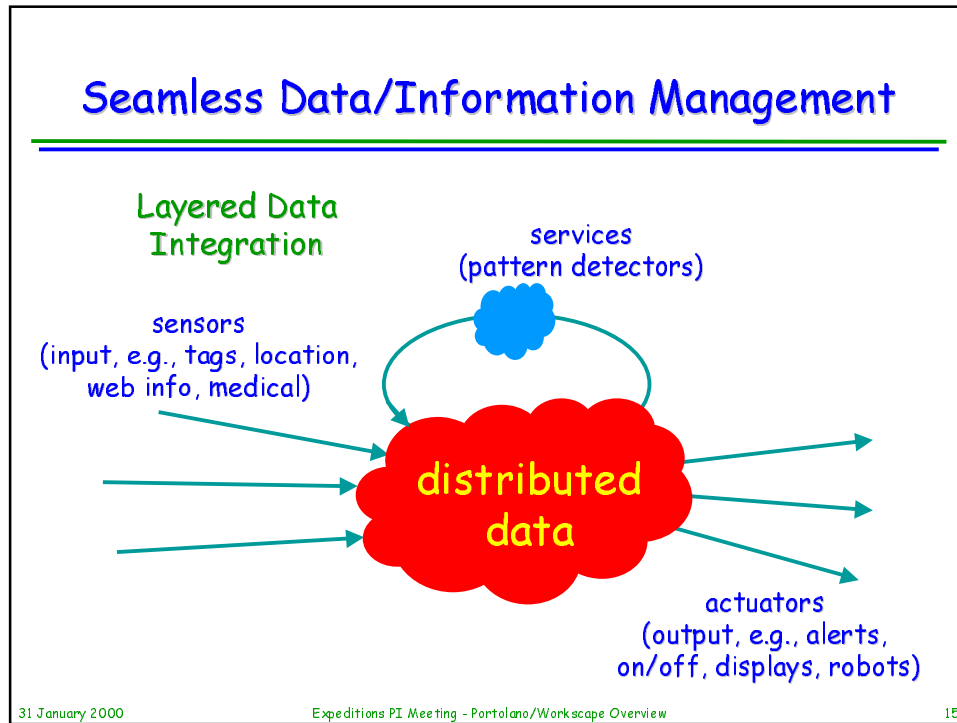 Seamless Data/Information Management
Layered Data
Integration
services
(pattern detectors)
sensors
(input, e.g., tags, location,
web info, medical)
distributed
data
actuators
(output, e.g., alerts,
on/off, displays, robots)
31 January 2000
Expeditions PI Meeting - Portolano/Workscape Overview
15